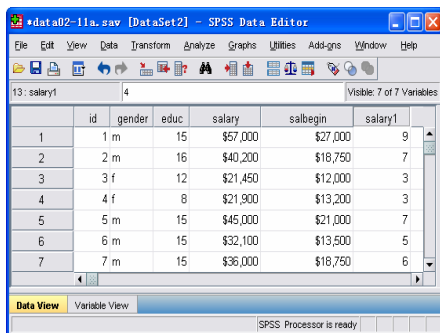 *data02-11a.sav [DataSet2] - SPSS Data Editor
File Edit View Data Transform Analyze Graphs Utilities Add-ons Window Help
13 : salary1 4 Visible: 7 of 7 Variables
id gender educ salary salbegin salary1
1 1 m 15 $57,000 $27,000 9
2 2 m 16 $40,200 $18,750 7
3 3 f 12 $21,450 $12,000 3
4 4 f 8 $21,900 $13,200 3
5 5 m 15 $45,000 $21,000 7
6 6 m 15 $32,100 $13,500 5
7 7 m 15 $36,000 $18,750 6
Data View Variable View
SPSS Processor is ready